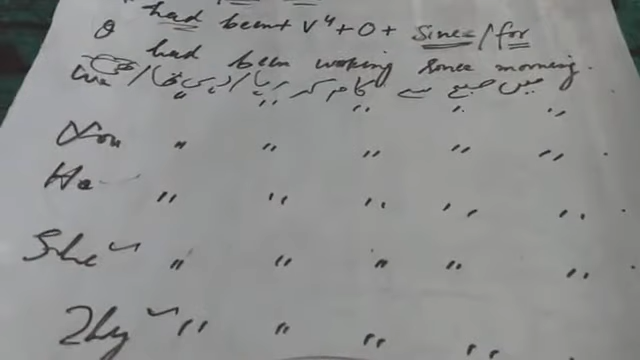 had been + V4 + O + Since / for
I had been working since morning.
میں صبح سے کام کر رہا / رہی تھا /
We " " " " "
You " " " " " .
He " " " " " .
She " " " " " .
They " " " " "